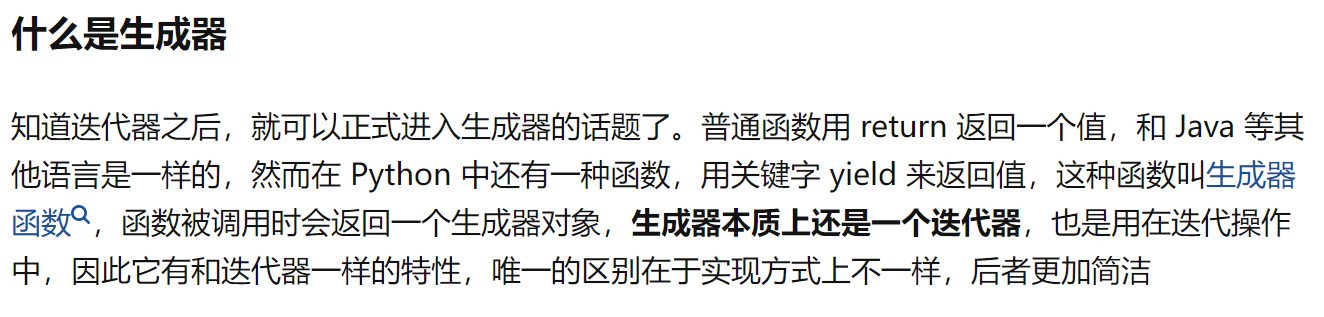 什么是生成器
知道迭代器之后，就可以正式进入生成器的话题了。普通函数用 return 返回一个值，和 Java 等其
他语言是一样的，然而在 Python 中还有一种函数，用关键字 yield 来返回值，这种函数叫生成器
函数，函数被调用时会返回一个生成器对象，生成器本质上还是一个迭代器，也是用在迭代操作
中，因此它有和迭代器一样的特性，唯一的区别在于实现方式上不一样，后者更加简洁